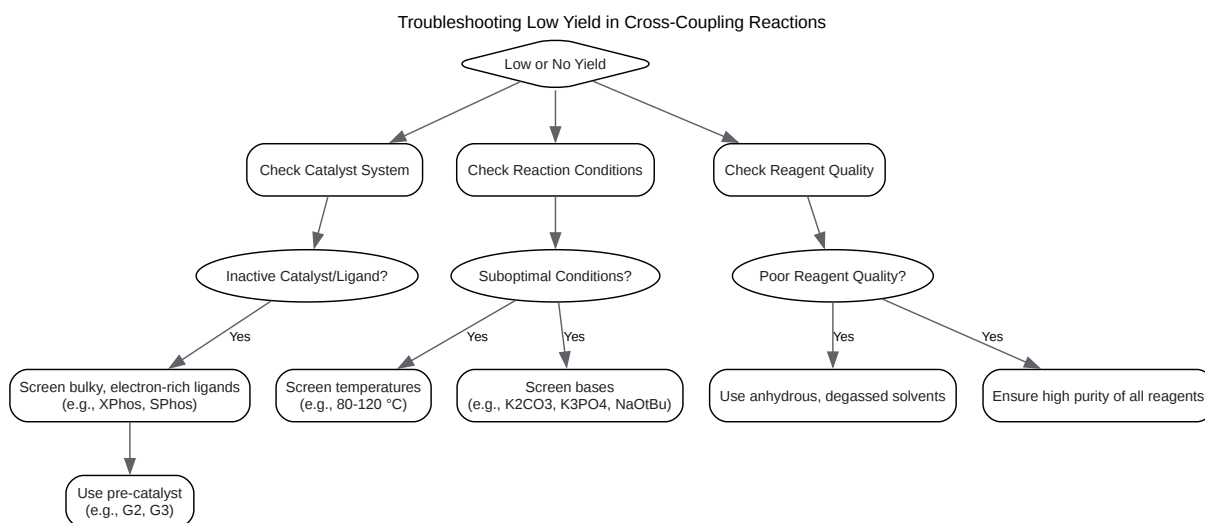 Troubleshooting Low Yield in Cross-Coupling Reactions
Low or No Yield
Check Catalyst System
Check Reaction Conditions
Check Reagent Quality
Inactive Catalyst/Ligand?
Suboptimal Conditions?
Poor Reagent Quality?
Yes
Yes
Yes
Yes
Yes
Screen bulky, electron-rich ligands
(e.g., XPhos, SPhos)
Screen temperatures
(e.g., 80-120 °C)
Screen bases
(e.g., K2CO3, K3PO4, NaOtBu)
Use anhydrous, degassed solvents
Ensure high purity of all reagents
Use pre-catalyst
(e.g., G2, G3)